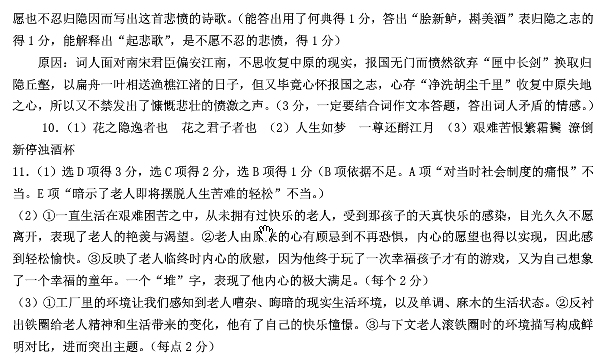 愿也不忍归隐因而写出这首悲愤的诗歌。（能答出用了何典得 1 分，答出“脍新鲈，斟美酒”表归隐之志的
得 1 分，能解释出“起悲歌”，是不愿不忍的悲愤，得 1 分）
原因：词人面对南宋君臣偏安江南，不思收复中原的现实，报国无门而愤然欲弃“匣中长剑”换取归
隐丘壑，以扁舟一叶相送渔樵江渚的日子，但又毕竟心怀报国之志，心存“净洗胡尘千里”收复中原失地
之心，所以又不禁发出了慷慨悲壮的愤激之声。（3 分，一定要结合词作文本答题，答出词人矛盾的情感。）
10.（1）花之隐逸者也 花之君子者也（2）人生如梦 一尊还酹江月（3）艰难苦恨繁霜鬓 潦倒
新停浊酒杯
11.（1）选 D 项得 3 分，选 C 项得 2 分，选 B 项得 1 分（B 项依据不足。A 项“对当时社会制度的痛恨”不
当。E 项“暗示了老人即将摆脱人生苦难的轻松”不当。）
（2）①一直生活在艰难困苦之中，从未拥有过快乐的老人，受到那孩子的天真快乐的感染，目光久久不愿
离开，表现了老人的艳羡与渴望。②老人由原来的心有顾忌到不再恐惧，内心的愿望也得以实现，因此感
到轻松愉快。③反映了老人临终时内心的欣慰，因为他终于玩了一次幸福孩子才有的游戏，又为自己想象
了一个幸福的童年。一个“堆”字，表现了他内心的极大满足。（每个 2 分）
（3）①工厂里的环境让我们感知到老人嘈杂、晦暗的现实生活环境，以及单调、麻木的生活状态。②反衬
出铁圈给老人精神和生活带来的变化，他有了自己的快乐憧憬。③与下文老人滚铁圈时的环境描写构成鲜
明对比，进而突出主题。（每点 2 分）